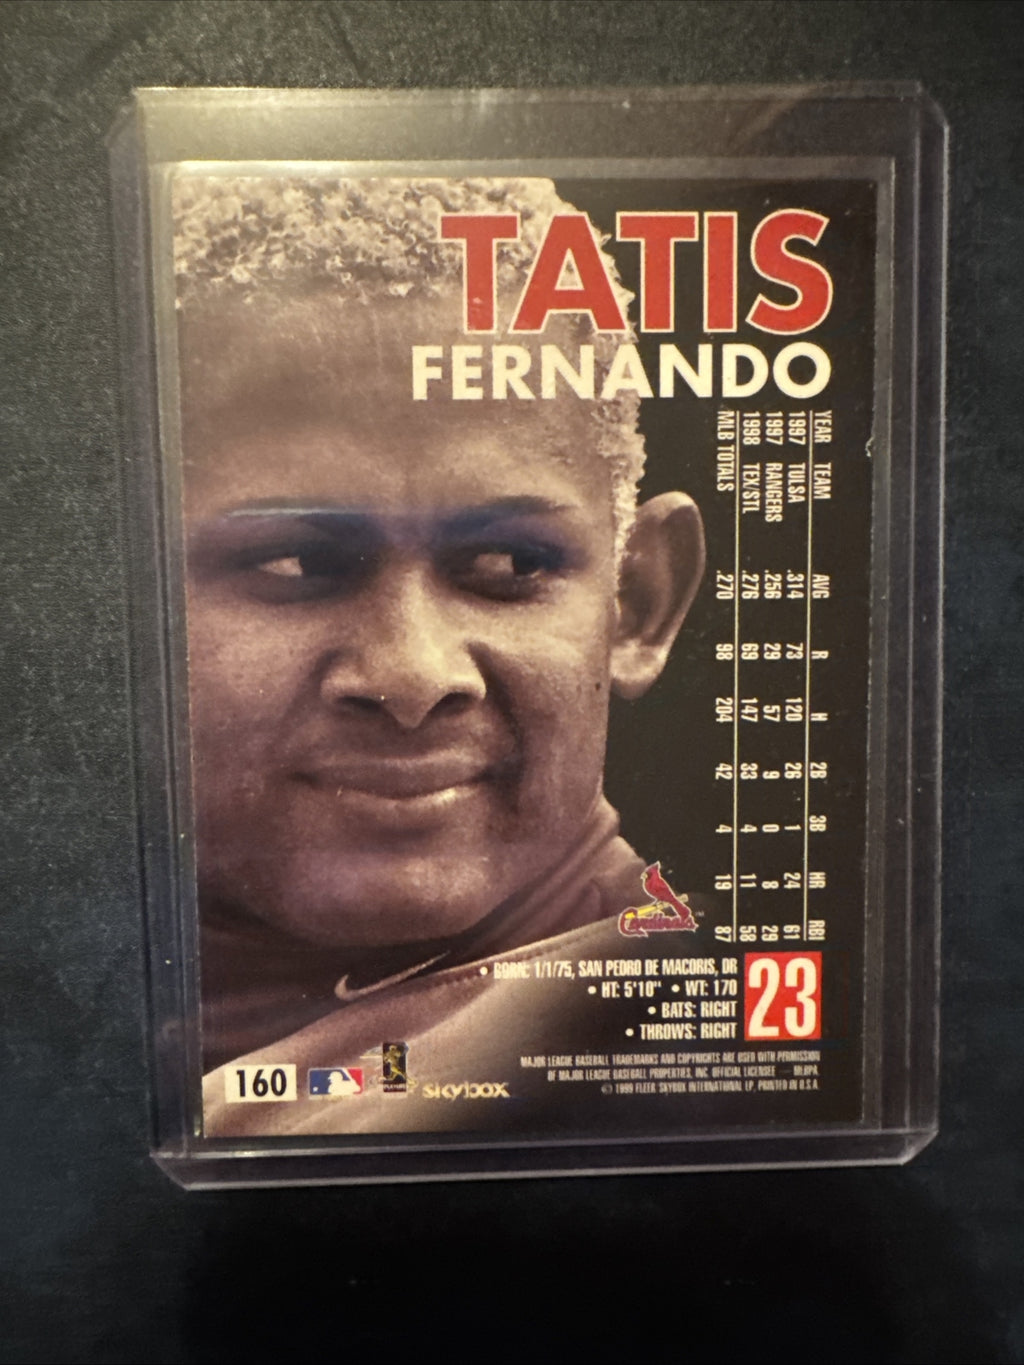 TATIS
FERNANDO
YEAR TEAM AVG R H 2B 3B HR RBI
1997 TULSA .314 73 120 26 1 24 61
1997 RANGERS .256 29 57 9 0 8 29
1998 TEX/STL .276 69 147 33 4 11 58
MLB TOTALS .270 98 204 42 4 19 87
Cardinals
• BORN: 1/1/75, SAN PEDRO DE MACORIS, DR
• HT: 5'10" • WT: 170
• BATS: RIGHT
• THROWS: RIGHT
23
MAJOR LEAGUE BASEBALL TRADEMARKS AND COPYRIGHTS ARE USED WITH PERMISSION
OF MAJOR LEAGUE BASEBALL PROPERTIES, INC. OFFICIAL LICENSEE — MLBPA.
© 1999 FLEER/SKYBOX INTERNATIONAL LP, PRINTED IN U.S.A.
160
SKYBOX